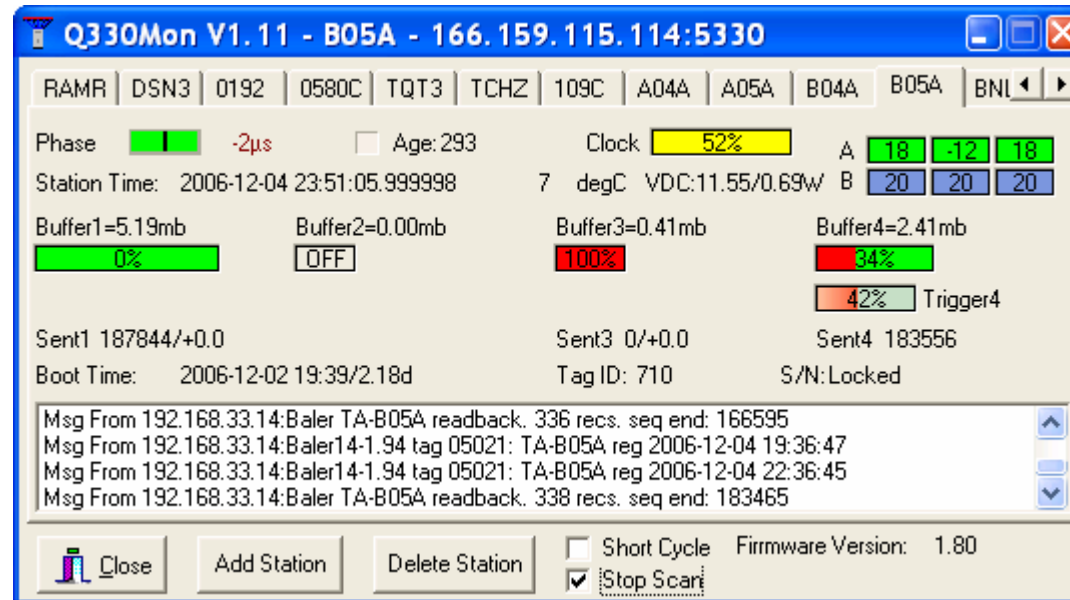 Q330Mon V1.11 - B05A - 166.159.115.114:5330
RAMR DSN3 0192 0580C TQT3 TCHZ 109C A04A A05A B04A B05A BNL
Phase -2µs Age: 293 Clock 52% A 18 -12 18
Station Time: 2006-12-04 23:51:05.999998 7 degC VDC:11.55/0.69W B 20 20 20
Buffer1=5.19mb Buffer2=0.00mb Buffer3=0.41mb Buffer4=2.41mb
0% OFF 100% 34%
42% Trigger4
Sent1 187844/+0.0 Sent3 0/+0.0 Sent4 183556
Boot Time: 2006-12-02 19:39/2.18d Tag ID: 710 S/N:Locked
Msg From 192.168.33.14:Baler TA-B05A readback. 336 recs. seq end: 166595
Msg From 192.168.33.14:Baler14-1.94 tag 05021: TA-B05A reg 2006-12-04 19:36:47
Msg From 192.168.33.14:Baler14-1.94 tag 05021: TA-B05A reg 2006-12-04 22:36:45
Msg From 192.168.33.14:Baler TA-B05A readback. 338 recs. seq end: 183465
Close Add Station Delete Station Short Cycle Firmware Version: 1.80
Stop Scan